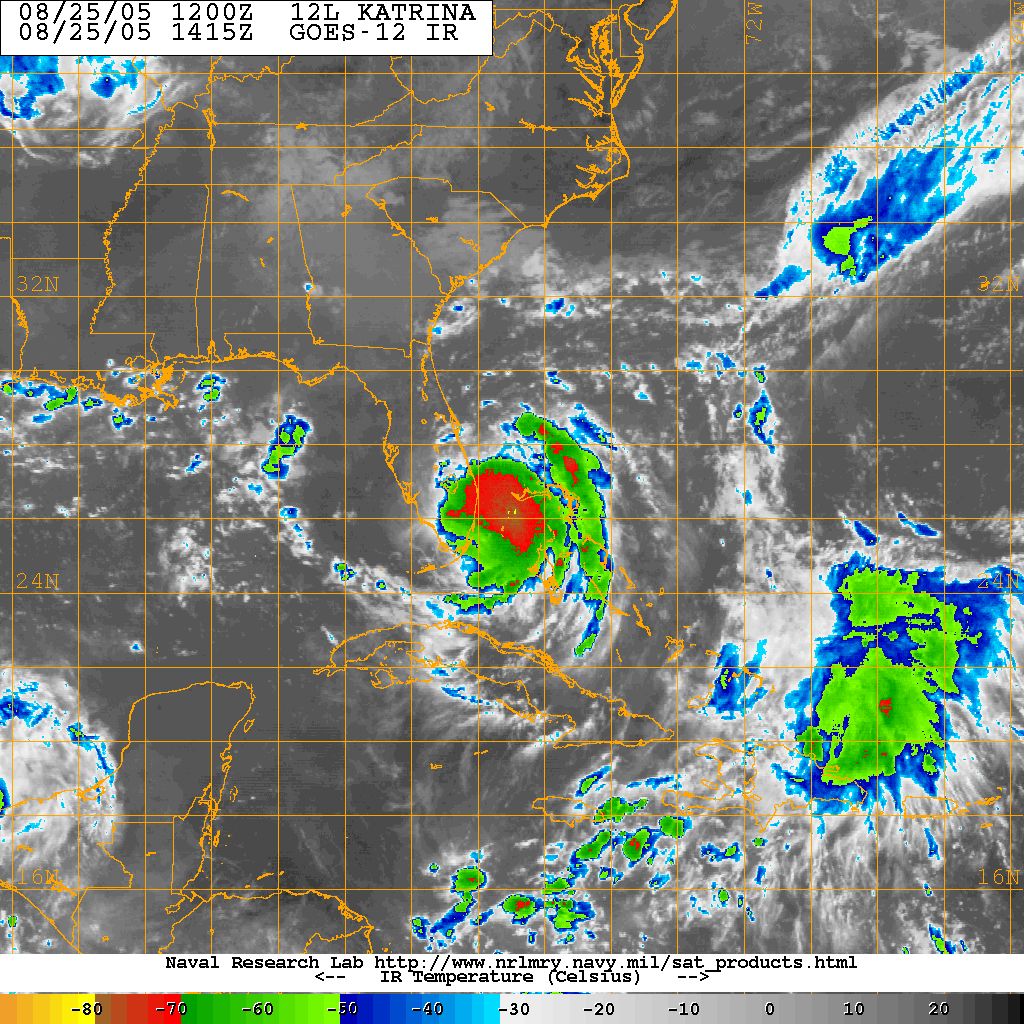 08/25/05 1200Z 12L KATRINA
08/25/05 1415Z GOES-12 IR
72W
32N 32N
24N 24N
16N 16N
Naval Research Lab http://www.nrlmry.navy.mil/sat_products.html
<-- IR Temperature (Celsius) -->
-80 -70 -60 -50 -40 -30 -20 -10 0 10 20